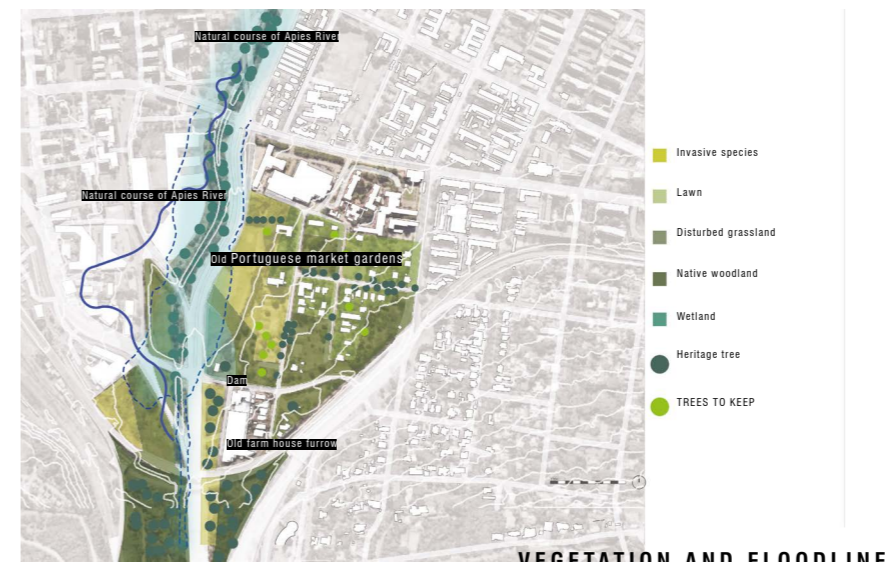 Natural course of Apies River
Natural course of Apies River
Old Portuguese market gardens
Dam
Old farm house furrow
Invasive species
Lawn
Disturbed grassland
Native woodland
Wetland
Heritage tree
TREES TO KEEP
VEGETATION AND FLOODLINE